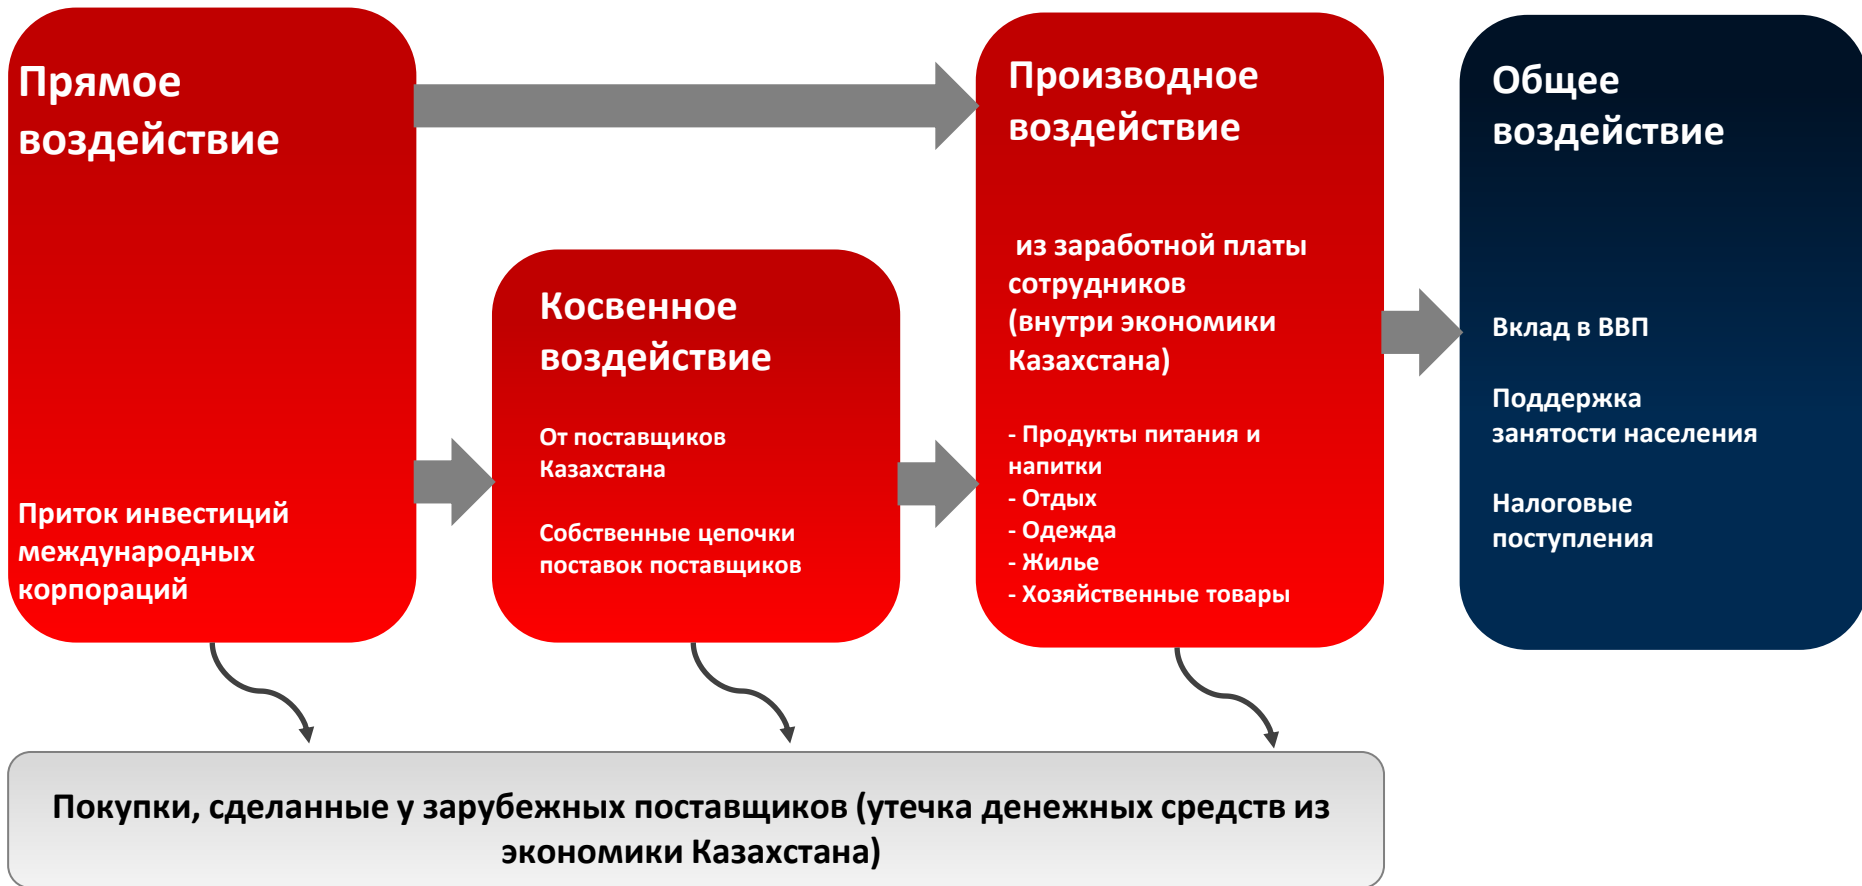 Прямое
воздействие
Приток инвестиций
международных
корпораций
Косвенное
воздействие
От поставщиков
Казахстана
Собственные цепочки
поставок поставщиков
Производное
воздействие
из заработной платы
сотрудников
(внутри экономики
Казахстана)
- Продукты питания и
напитки
- Отдых
- Одежда
- Жилье
- Хозяйственные товары
Общее
воздействие
Вклад в ВВП
Поддержка
занятости населения
Налоговые
поступления
Покупки, сделанные у зарубежных поставщиков (утечка денежных средств из
экономики Казахстана)